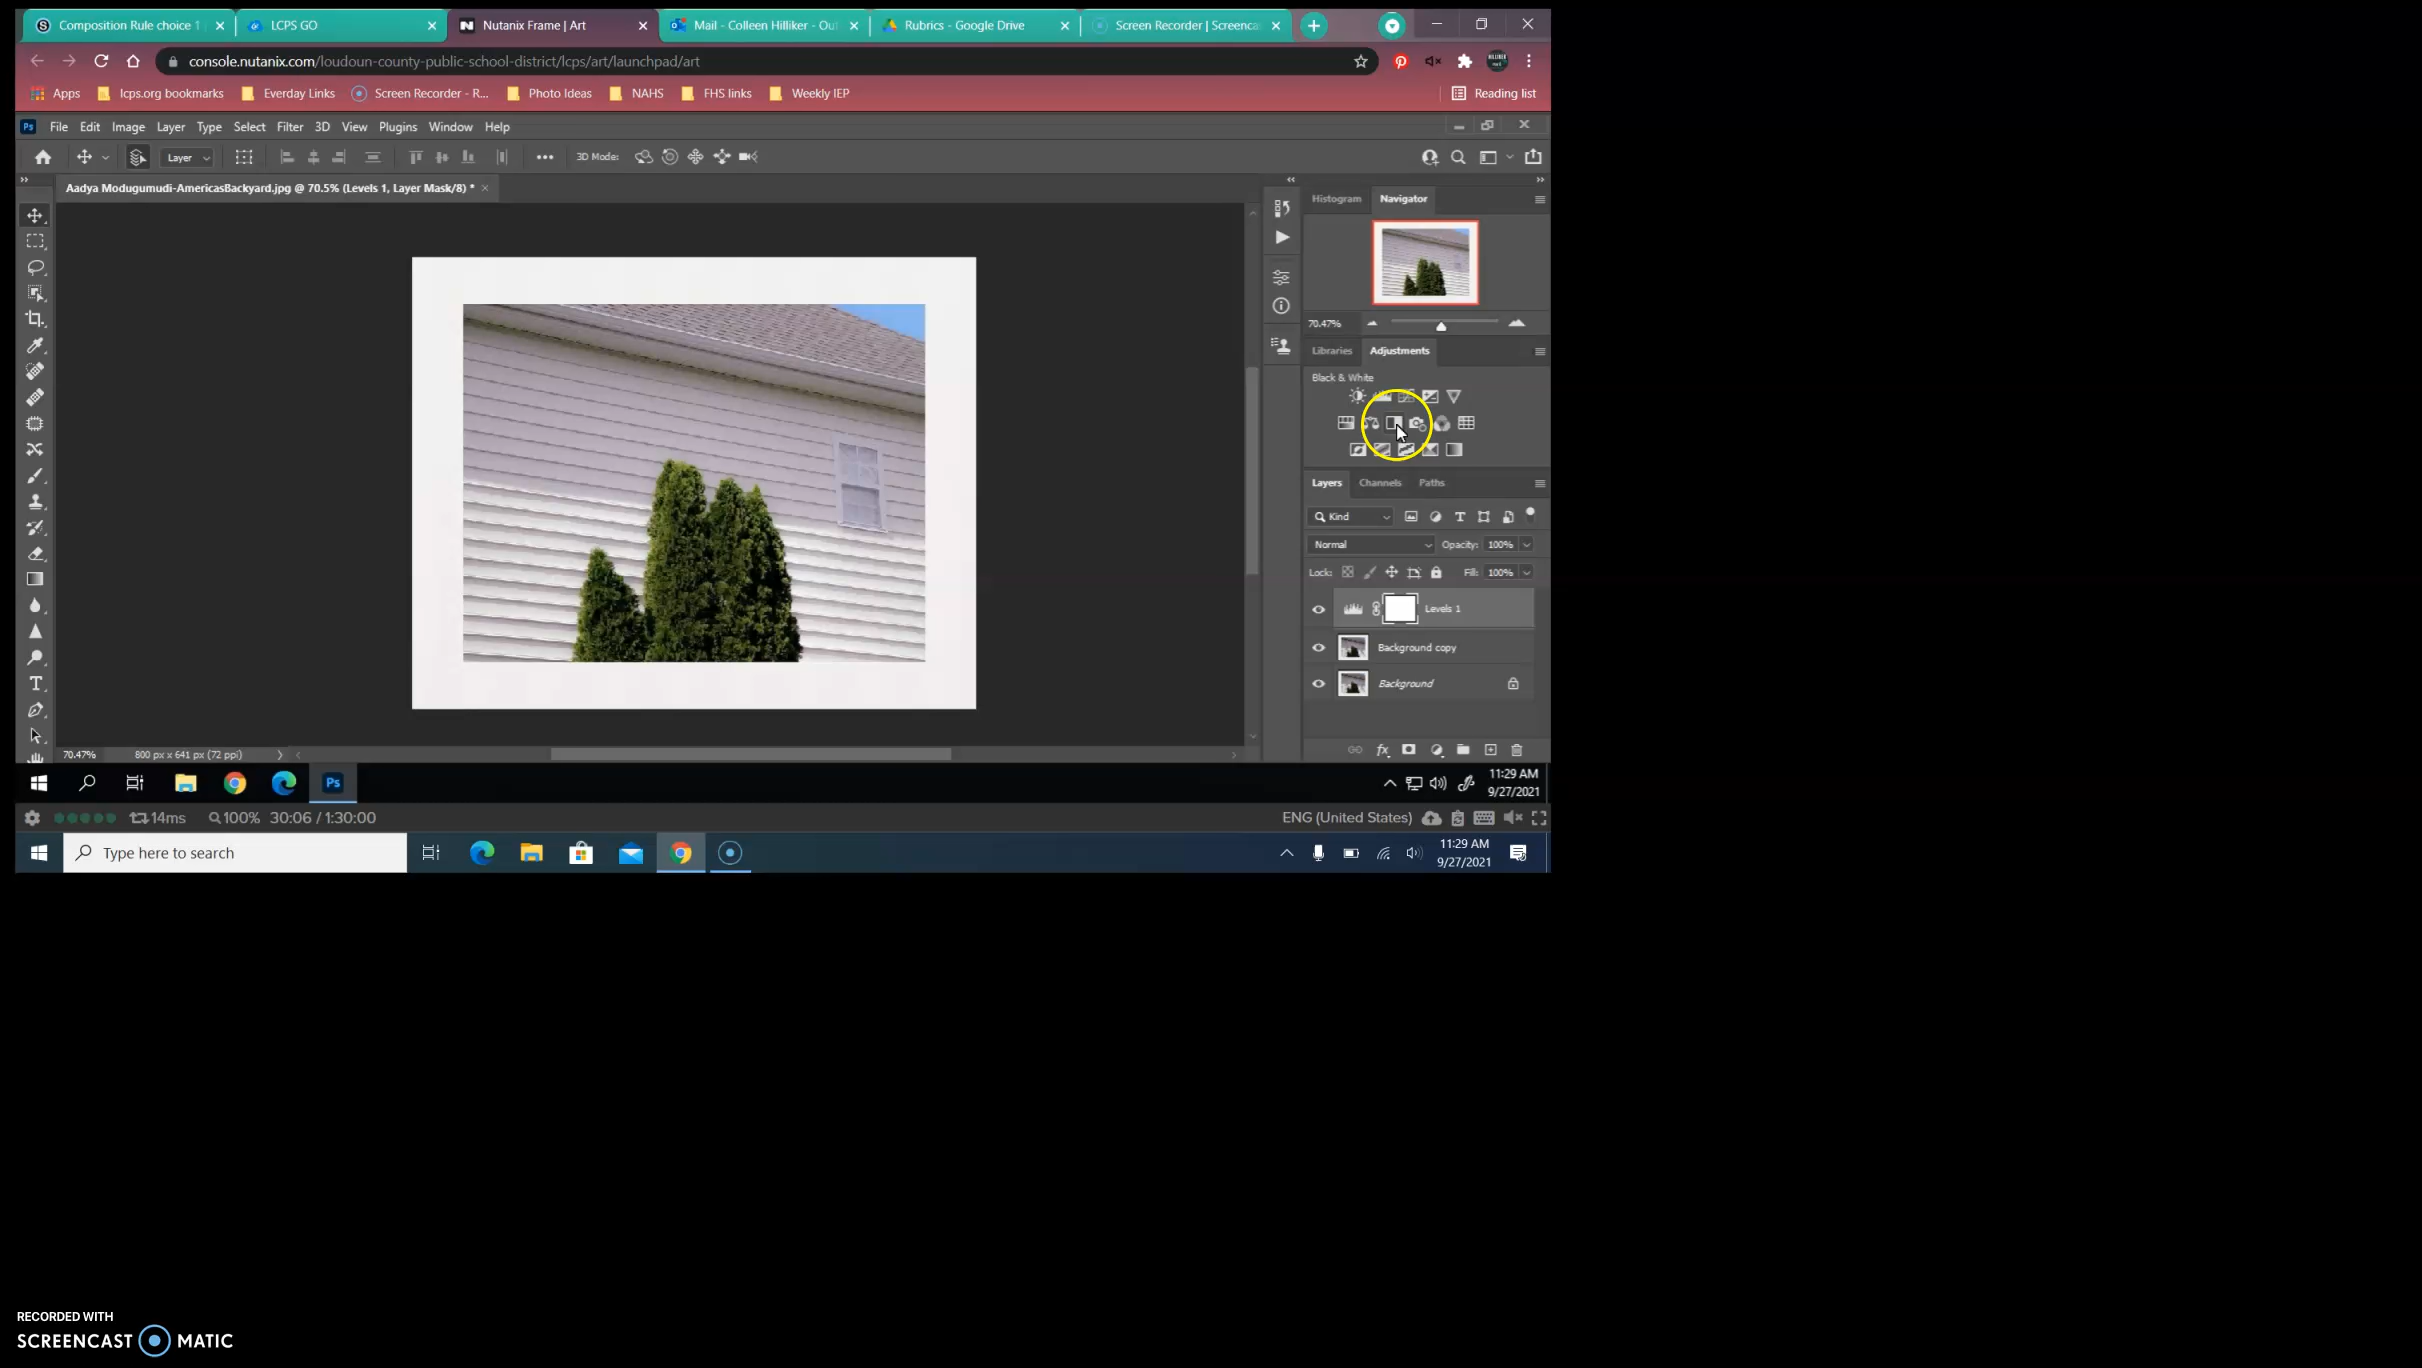 Composition Rule choice 1
LCPS GO
Nutanix Frame | Art
Mail - Colleen Hilliker - Out
Rubrics - Google Drive
Screen Recorder | Screenca
console.nutanix.com/loudoun-county-public-school-district/lcps/art/launchpad/art
Apps
lcps.org bookmarks
Everday Links
Screen Recorder - R...
Photo Ideas
NAHS
FHS links
Weekly IEP
Reading list
Ps File Edit Image Layer Type Select Filter 3D View Plugins Window Help
Layer
3D Mode:
Aadya Modugumudi-AmericasBackyard.jpg @ 70.5% (Levels 1, Layer Mask/8) *
Histogram Navigator
70.47%
Libraries Adjustments
Black & White
Layers Channels Paths
Kind
Normal Opacity: 100%
Lock: Fill: 100%
Levels 1
Background copy
Background
fx
70.47% 800 px x 641 px (72 ppi)
Ps
11:29 AM
9/27/2021
14ms 100% 30:06 / 1:30:00
ENG (United States)
Type here to search
11:29 AM
9/27/2021
RECORDED WITH
SCREENCAST MATIC